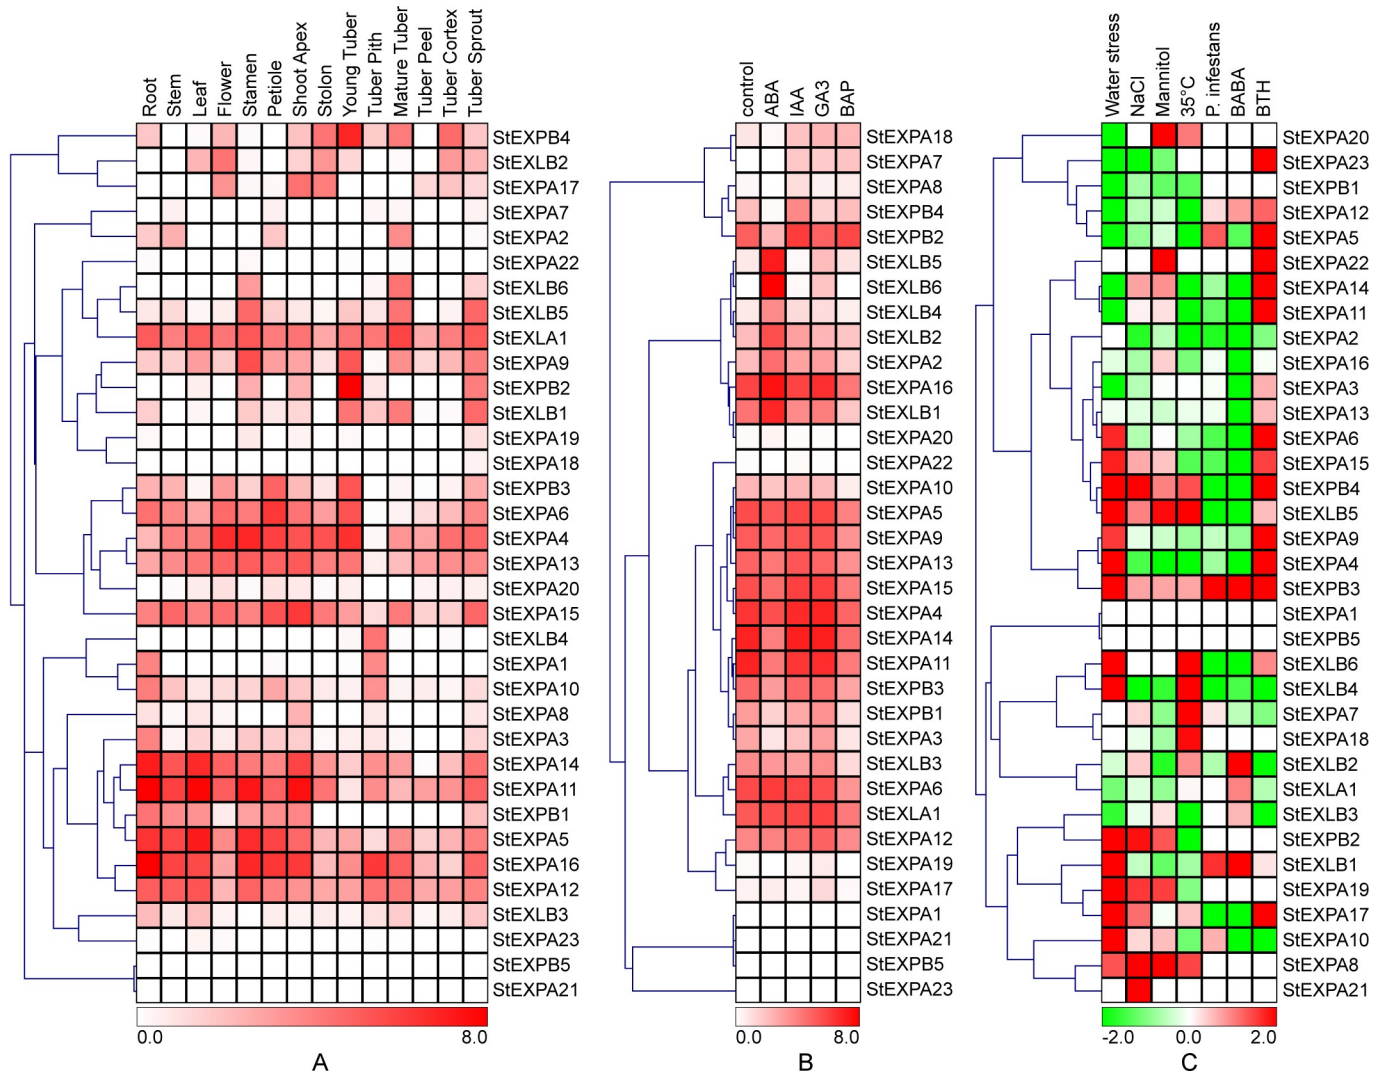 Root
Stem
Leaf
Flower
Stamen
Petiole
Shoot Apex
Stolon
Young Tuber
Tuber Pith
Mature Tuber
Tuber Peel
Tuber Cortex
Tuber Sprout
StEXPB4
StEXLB2
StEXPA17
StEXPA7
StEXPA2
StEXPA22
StEXLB6
StEXLB5
StEXLA1
StEXPA9
StEXPB2
StEXLB1
StEXPA19
StEXPA18
StEXPB3
StEXPA6
StEXPA4
StEXPA13
StEXPA20
StEXPA15
StEXLB4
StEXPA1
StEXPA10
StEXPA8
StEXPA3
StEXPA14
StEXPA11
StEXPB1
StEXPA5
StEXPA16
StEXPA12
StEXLB3
StEXPA23
StEXPB5
StEXPA21
0.0
8.0
A
control
ABA
IAA
GA3
BAP
StEXPA18
StEXPA7
StEXPA8
StEXPB4
StEXPB2
StEXLB5
StEXLB6
StEXLB4
StEXLB2
StEXPA2
StEXPA16
StEXLB1
StEXPA20
StEXPA22
StEXPA10
StEXPA5
StEXPA9
StEXPA13
StEXPA15
StEXPA4
StEXPA14
StEXPA11
StEXPB3
StEXPB1
StEXPA3
StEXLB3
StEXPA6
StEXLA1
StEXPA12
StEXPA19
StEXPA17
StEXPA1
StEXPA21
StEXPB5
StEXPA23
0.0
8.0
B
Water stress
NaCl
Mannitol
35°C
P. infestans
BABA
BTH
StEXPA20
StEXPA23
StEXPB1
StEXPA12
StEXPA5
StEXPA22
StEXPA14
StEXPA11
StEXPA2
StEXPA16
StEXPA3
StEXPA13
StEXPA6
StEXPA15
StEXPB4
StEXLB5
StEXPA9
StEXPA4
StEXPB3
StEXPA1
StEXPB5
StEXLB6
StEXLB4
StEXPA7
StEXPA18
StEXLB2
StEXLA1
StEXLB3
StEXPB2
StEXLB1
StEXPA19
StEXPA17
StEXPA10
StEXPA8
StEXPA21
-2.0
0.0
2.0
C